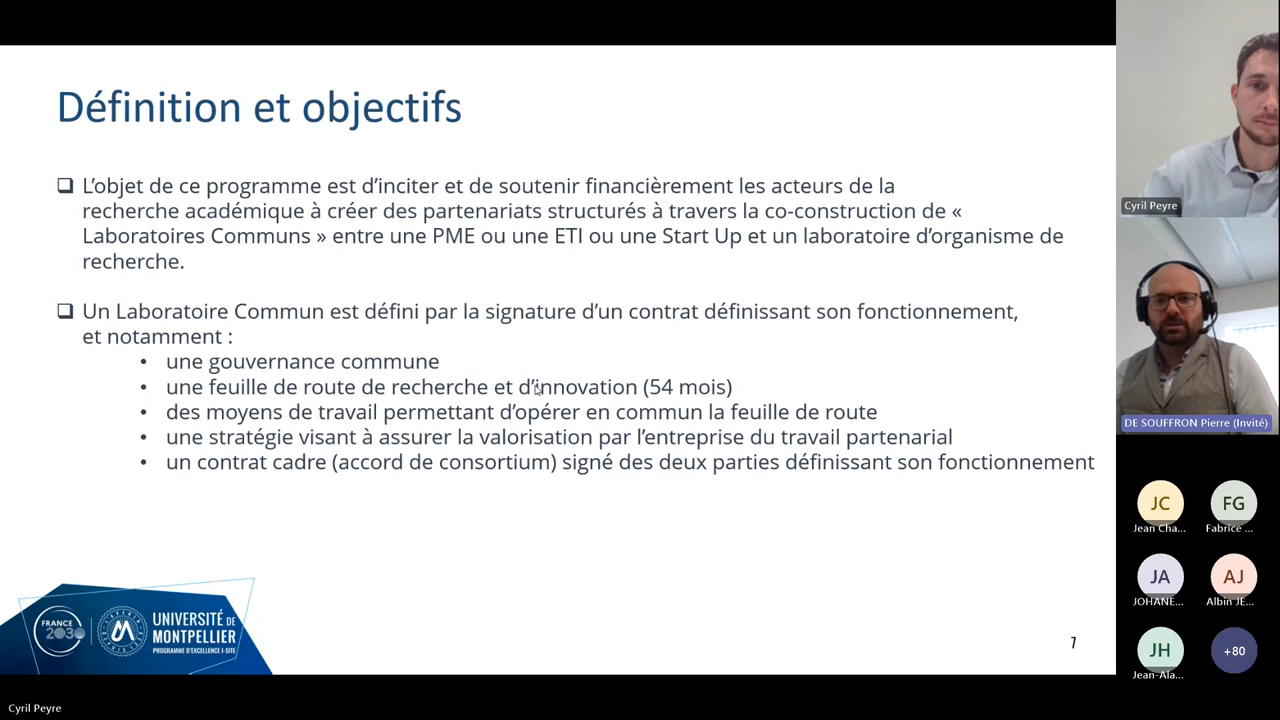 Définition et objectifs
❑ L’objet de ce programme est d’inciter et de soutenir financièrement les acteurs de la
recherche académique à créer des partenariats structurés à travers la co-construction de «
Laboratoires Communs » entre une PME ou une ETI ou une Start Up et un laboratoire d’organisme de
recherche.
❑ Un Laboratoire Commun est défini par la signature d’un contrat définissant son fonctionnement,
et notamment :
• une gouvernance commune
• une feuille de route de recherche et d’innovation (54 mois)
• des moyens de travail permettant d’opérer en commun la feuille de route
• une stratégie visant à assurer la valorisation par l’entreprise du travail partenarial
• un contrat cadre (accord de consortium) signé des deux parties définissant son fonctionnement
FRANCE
2030
UNIVERSITÉ DE
MONTPELLIER
PROGRAMME D'EXCELLENCE I-SITE
7
Cyril Peyre
Cyril Peyre
DE SOUFFRON Pierre (Invité)
JC
Jean Cha...
FG
Fabrice ...
JA
JOHANE...
AJ
Albin JE...
JH
Jean-Ala...
+80